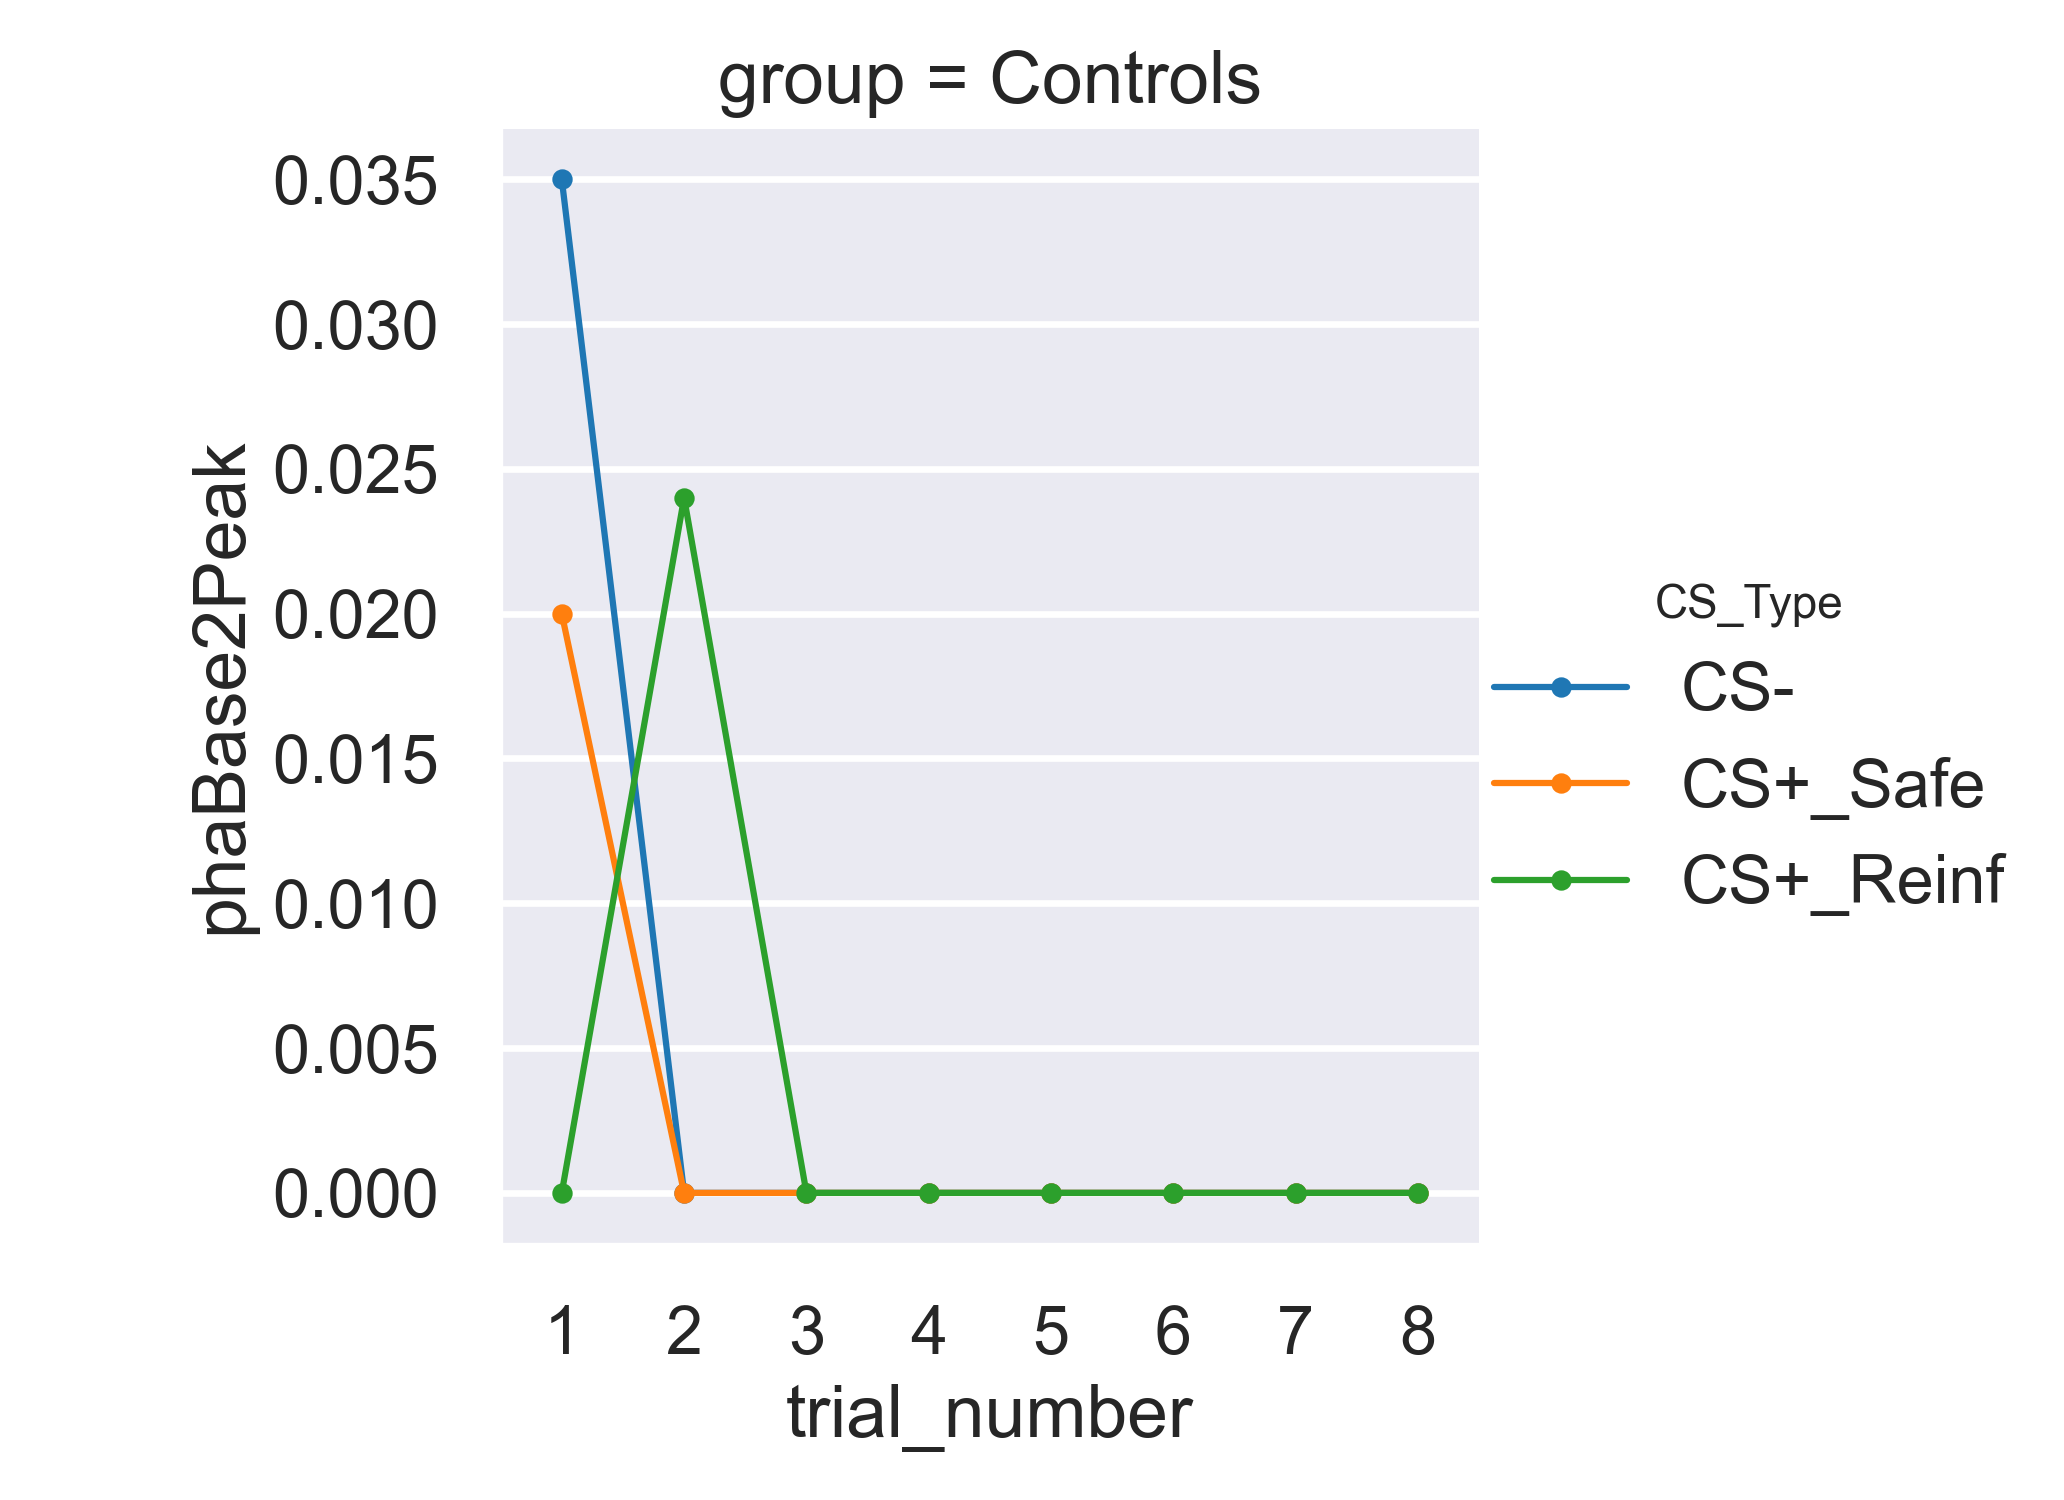 group = Controls
0.035
0.030
0.025
0.020
0.015
0.010
0.005
0.000
phaBase2Peak
1 2 3 4 5 6 7 8
trial_number
CS_Type
CS-
CS+_Safe
CS+_Reinf